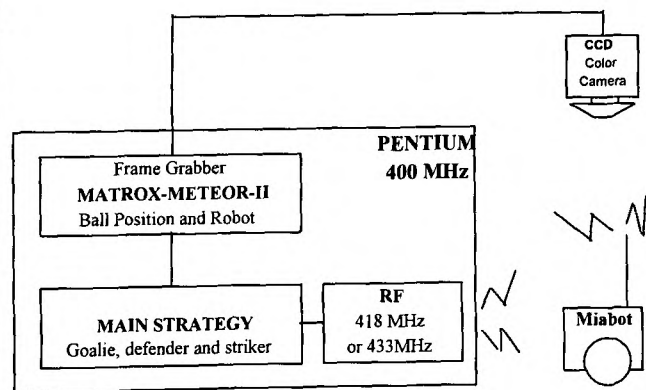 CCD
Color
Camera
PENTIUM
400 MHz
Frame Grabber
MATROX-METEOR-II
Ball Position and Robot
MAIN STRATEGY
Goalie, defender and striker
RF
418 MHz
or 433MHz
Miabot